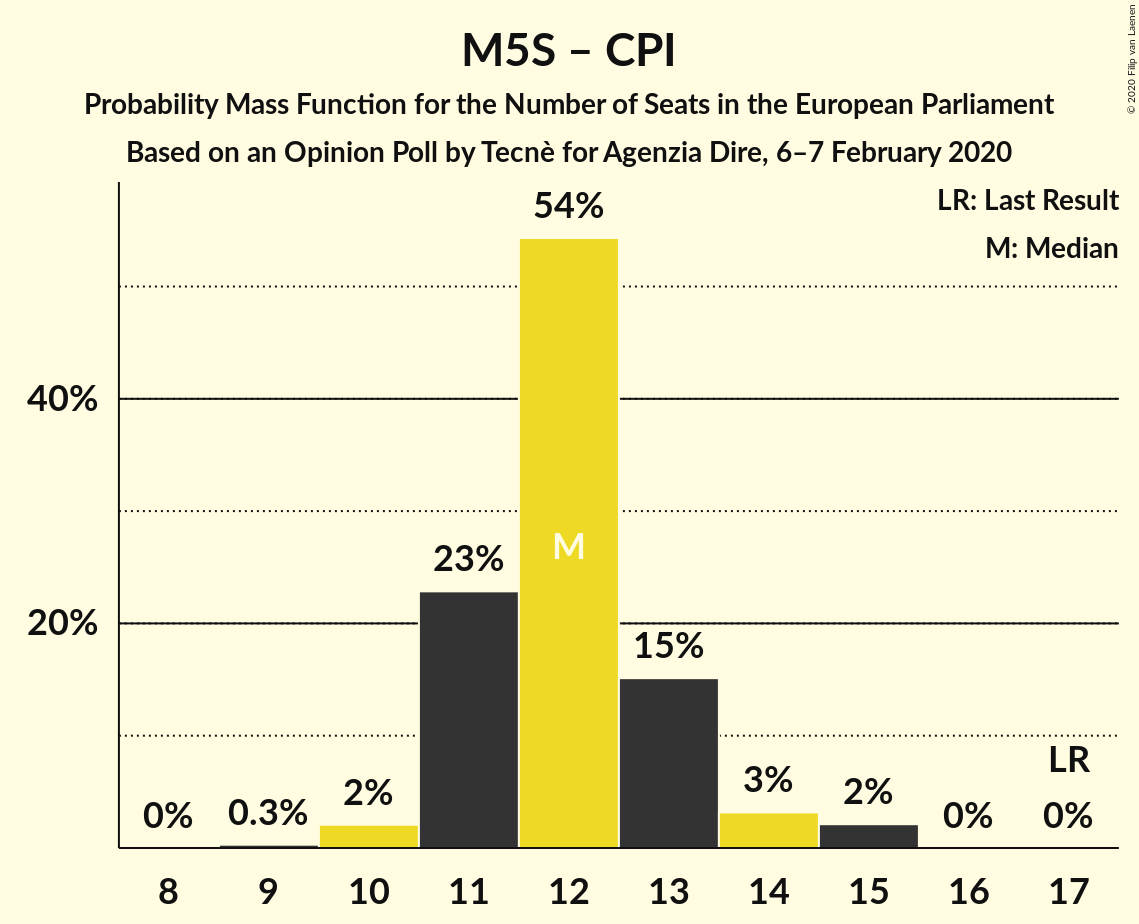 M5S – CPI
Probability Mass Function for the Number of Seats in the European Parliament
Based on an Opinion Poll by Tecnè for Agenzia Dire, 6–7 February 2020
© 2020 Filip van Laenen
LR: Last Result
M: Median
54%
40%
M
23%
20%
15%
LR
0%
0.3%
2%
3%
2%
0%
0%
8 9 10 11 12 13 14 15 16 17